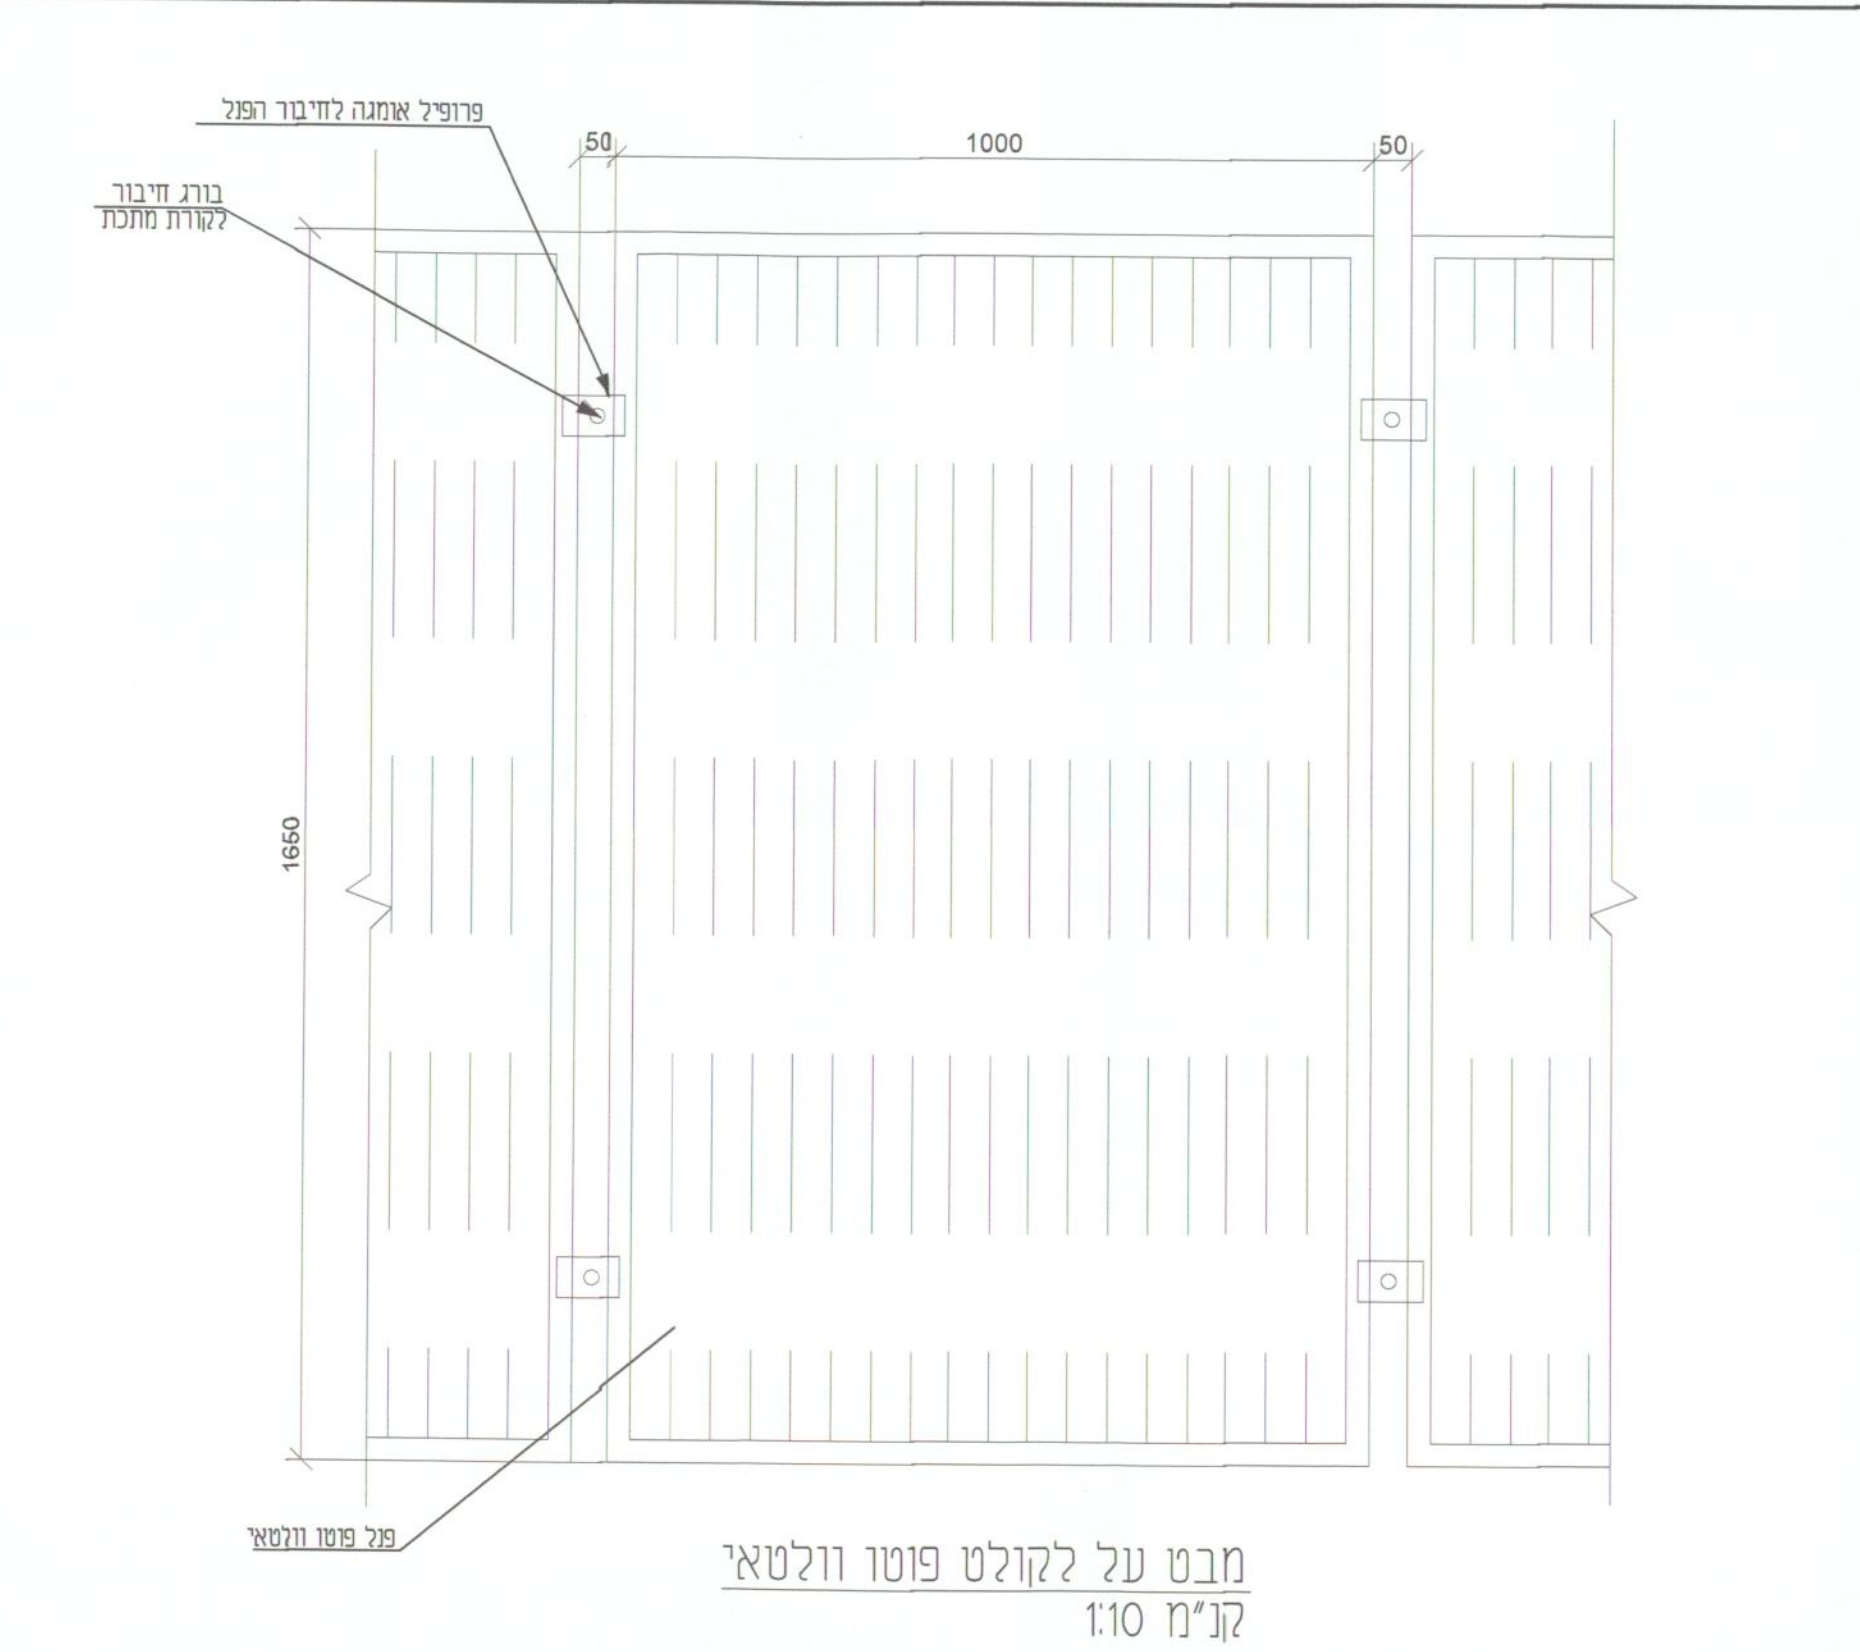 פרופיל אומגה לחיבור הפנל
50
1000
50
בורג חיבור
לקורת מתכת
1650
פנל פוטו וולטאי
מבט על לקולט פוטו וולטאי
קנ"מ 1:10